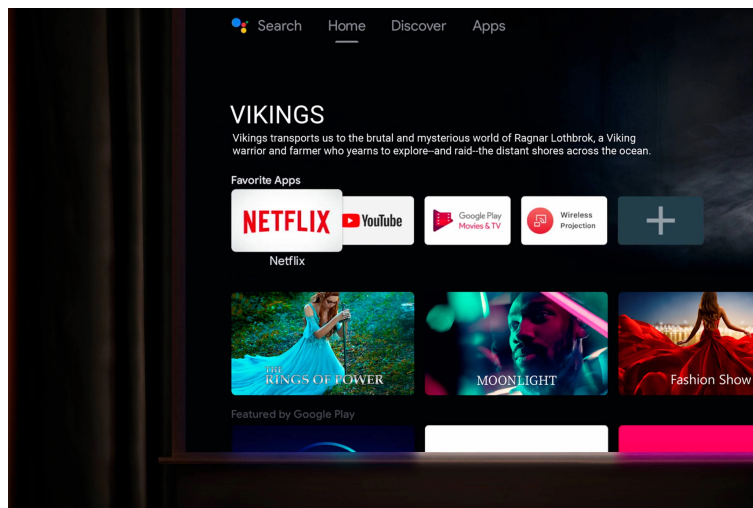 Search Home Discover Apps
VIKINGS
Vikings transports us to the brutal and mysterious world of Ragnar Lothbrok, a Viking
warrior and farmer who yearns to explore--and raid--the distant shores across the ocean.
Favorite Apps
NETFLIX
YouTube
Google Play
Movies & TV
Wireless
Projection
Netflix
THE
RINGS OF POWER
MOONLIGHT
Fashion Show
Featured by Google Play